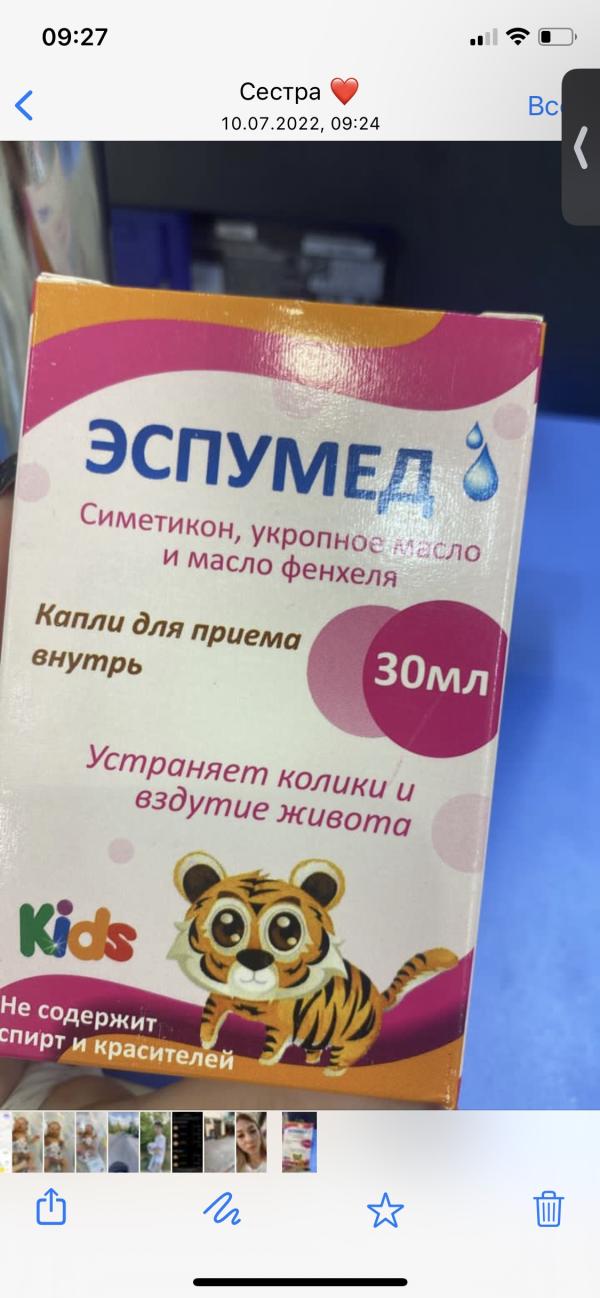 09:27
Сестра ❤️
10.07.2022, 09:24
ЭСПУМЕД
Симетикон, укропное масло
и масло фенхеля
Капли для приема
внутрь
30мл
Устраняет колики и
вздутие живота
Kids
Не содержит
спирт и красителей